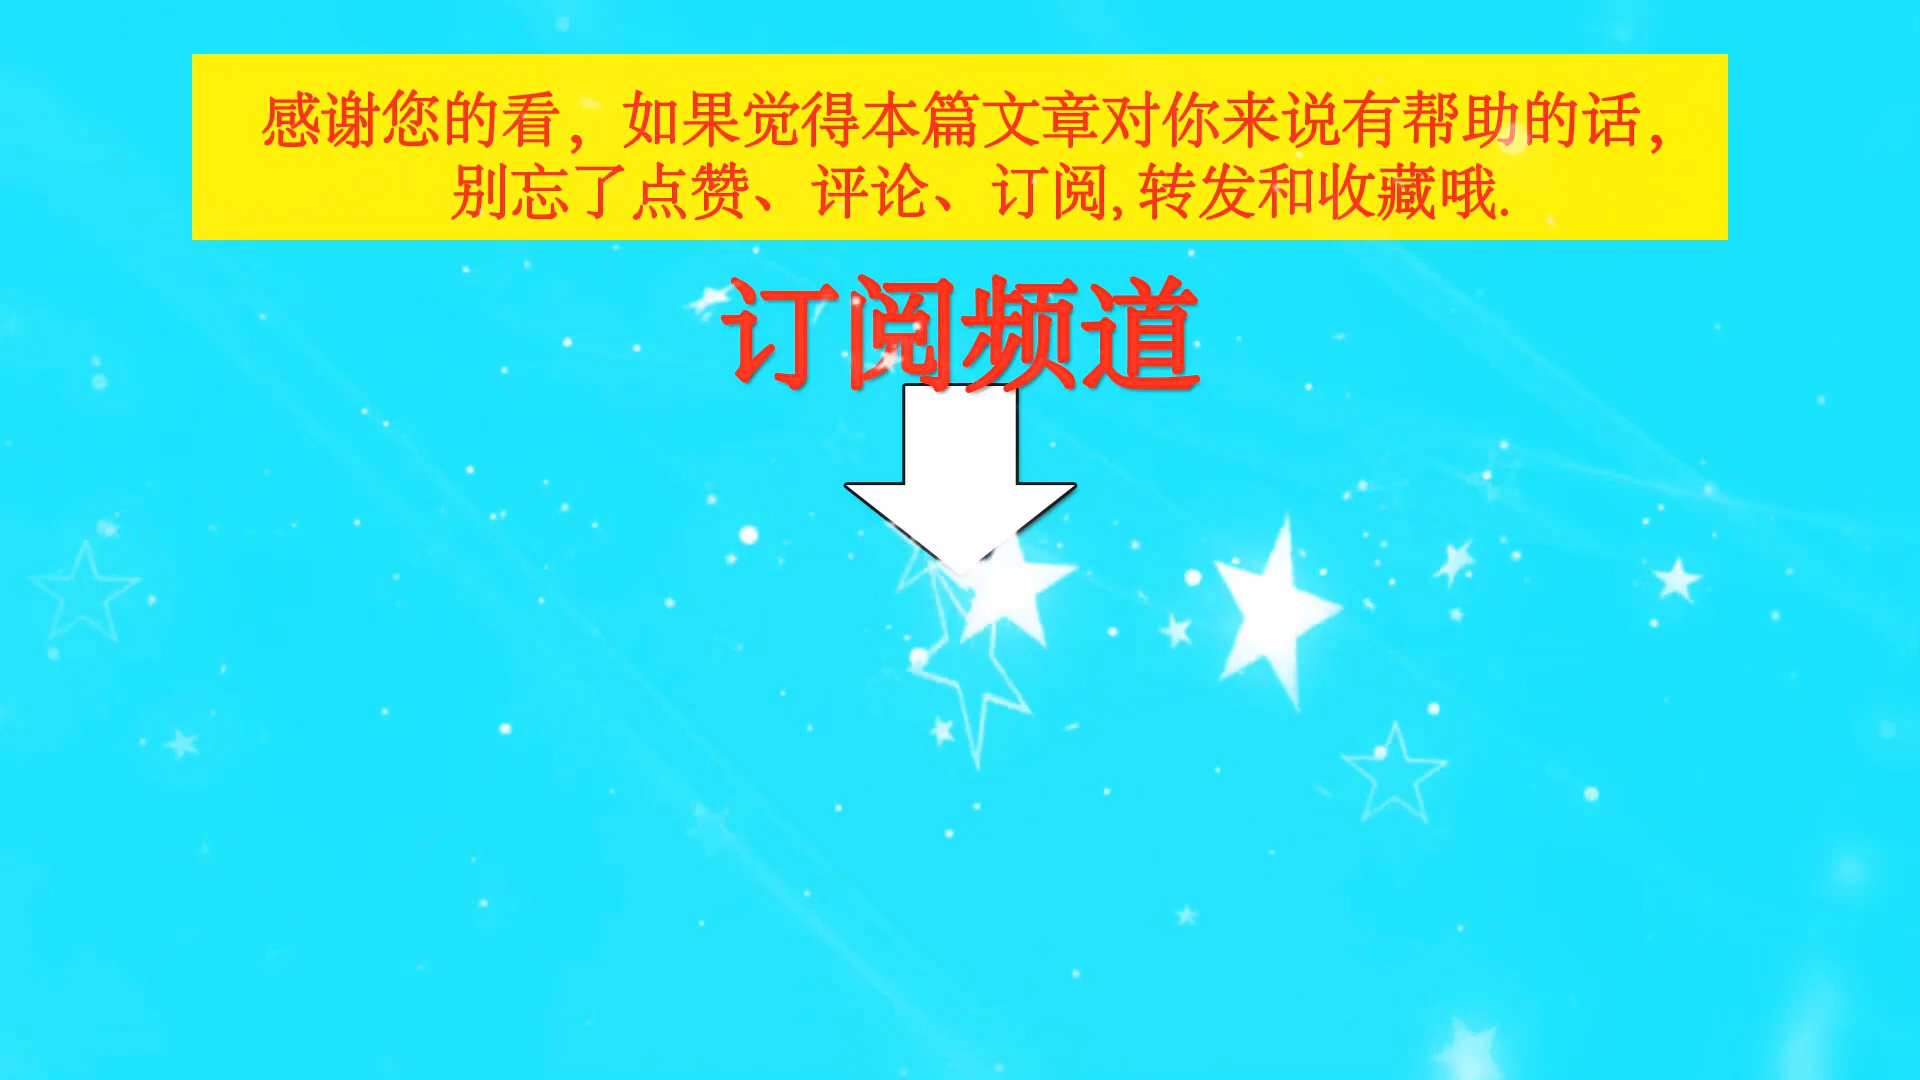 感谢您的看，如果觉得本篇文章对你来说有帮助的话，
别忘了点赞、评论、订阅,转发和收藏哦.
订阅频道